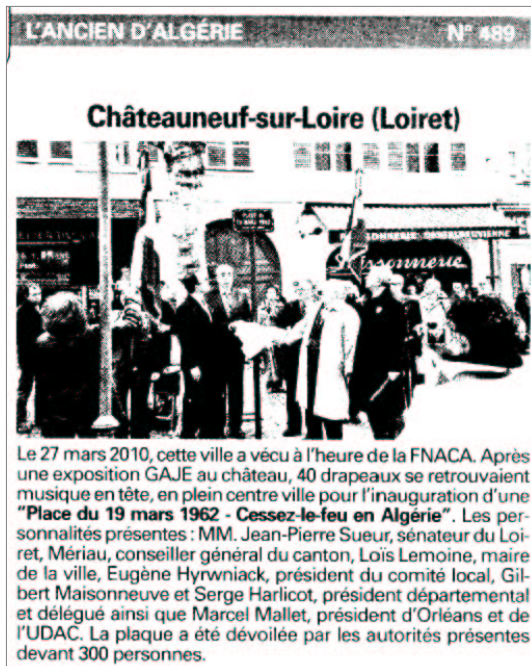 L'ANCIEN D'ALGÉRIE N° 489
Châteauneuf-sur-Loire (Loiret)
Poissonnerie
Le 27 mars 2010, cette ville a vécu à l'heure de la FNACA. Après
une exposition GAJE au château, 40 drapeaux se retrouvaient
musique en tête, en plein centre ville pour l'inauguration d'une
"Place du 19 mars 1962 - Cessez-le-feu en Algérie". Les per-
sonnalités présentes : MM. Jean-Pierre Sueur, sénateur du Loi-
ret, Mériau, conseiller général du canton, Loïs Lemoine, maire
de la ville, Eugène Hyrwniack, président du comité local, Gil-
bert Maisonneuve et Serge Harlicot, président départemental
et délégué ainsi que Marcel Mallet, président d'Orléans et de
l'UDAC. La plaque a été dévoilée par les autorités présentes
devant 300 personnes.